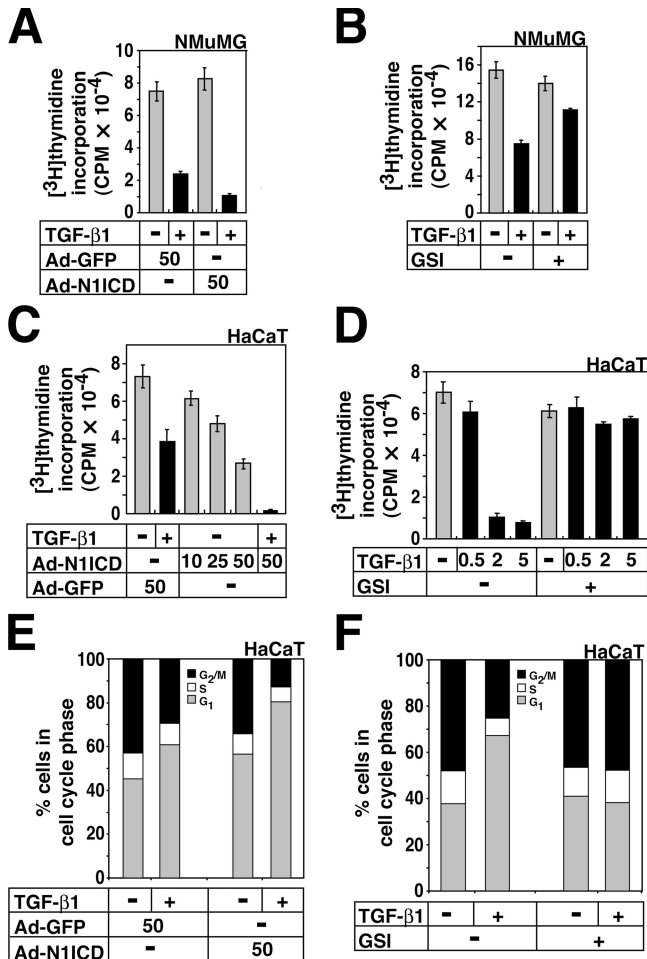 A
NMuMG
[3H]thymidine
incorporation
(CPM × 10-4)
10
8
6
4
2
0
TGF-β1 - + - +
Ad-GFP 50 -
Ad-N1ICD - 50
B
NMuMG
[3H]thymidine
incorporation
(CPM × 10-4)
16
12
8
4
0
TGF-β1 - + - +
GSI - +
C
HaCaT
[3H]thymidine
incorporation
(CPM × 10-4)
8
6
4
2
0
TGF-β1 - + - +
Ad-N1ICD - 10 25 50 50
Ad-GFP 50 -
D
HaCaT
[3H]thymidine
incorporation
(CPM × 10-4)
8
6
4
2
0
TGF-β1 - 0.5 2 5 - 0.5 2 5
GSI - +
E
HaCaT
% cells in
cell cycle phase
100
80
60
40
20
0
G2/M
S
G1
TGF-β1 - + - +
Ad-GFP 50 -
Ad-N1ICD - 50
F
HaCaT
% cells in
cell cycle phase
100
80
60
40
20
0
G2/M
S
G1
TGF-β1 - + - +
GSI - +